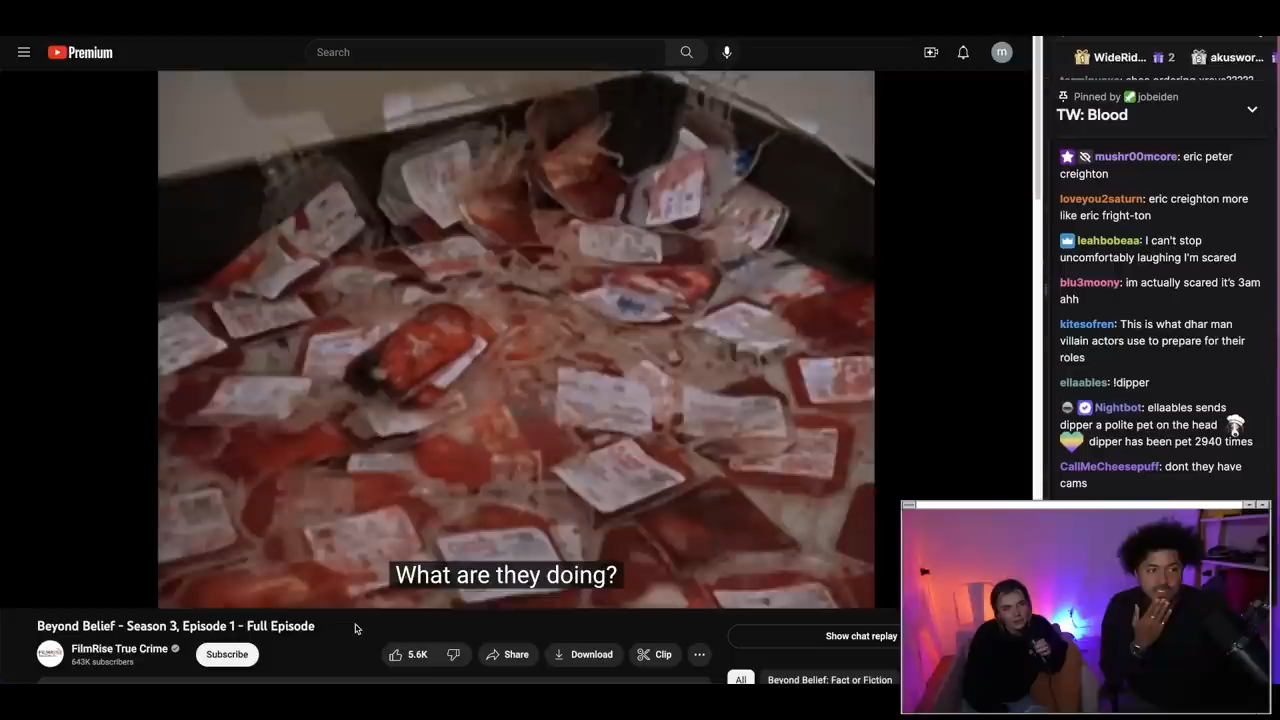 Premium
Search
m
WideRid... 2
akuswor...
Pinned by jobeiden
TW: Blood
mushr00mcore: eric peter
creighton
loveyou2saturn: eric creighton more
like eric fright-ton
leahbobeaa: I can't stop
uncomfortably laughing I'm scared
blu3moony: im actually scared it's 3am
ahh
kitesofren: This is what dhar man
villain actors use to prepare for their
roles
ellaables: !dipper
Nightbot: ellaables sends
dipper a polite pet on the head
dipper has been pet 2940 times
CallMeCheesepuff: dont they have
cams
What are they doing?
Beyond Belief - Season 3, Episode 1 - Full Episode
FilmRise True Crime
643K subscribers
Subscribe
5.6K
Share
Download
Clip
Show chat replay
All
Beyond Belief: Fact or Fiction